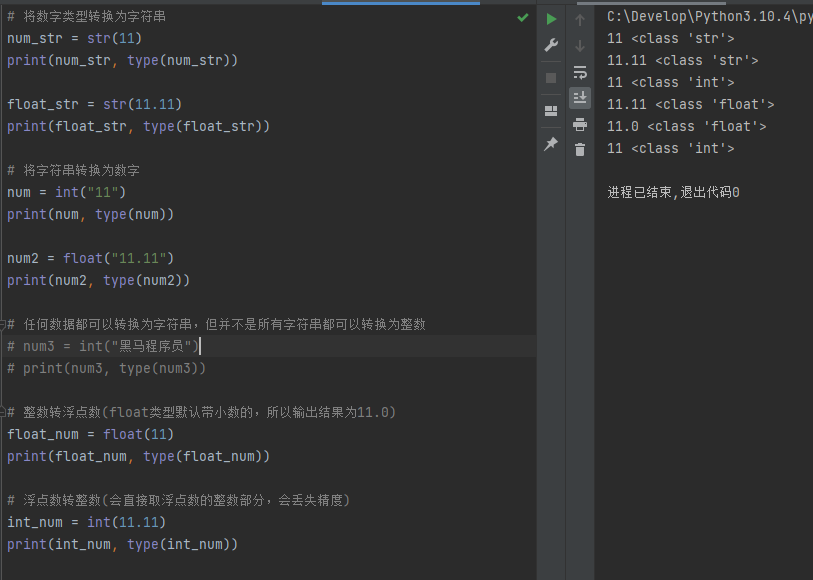 # 将数字类型转换为字符串
num_str = str(11)
print(num_str, type(num_str))
float_str = str(11.11)
print(float_str, type(float_str))
# 将字符串转换为数字
num = int("11")
print(num, type(num))
num2 = float("11.11")
print(num2, type(num2))
# 任何数据都可以转换为字符串，但并不是所有字符串都可以转换为整数
# num3 = int("黑马程序员")
# print(num3, type(num3))
# 整数转浮点数(float类型默认带小数的，所以输出结果为11.0)
float_num = float(11)
print(float_num, type(float_num))
# 浮点数转整数(会直接取浮点数的整数部分，会丢失精度)
int_num = int(11.11)
print(int_num, type(int_num))
C:\Develop\Python3.10.4\py
11 <class 'str'>
11.11 <class 'str'>
11 <class 'int'>
11.11 <class 'float'>
11.0 <class 'float'>
11 <class 'int'>
进程已结束,退出代码0